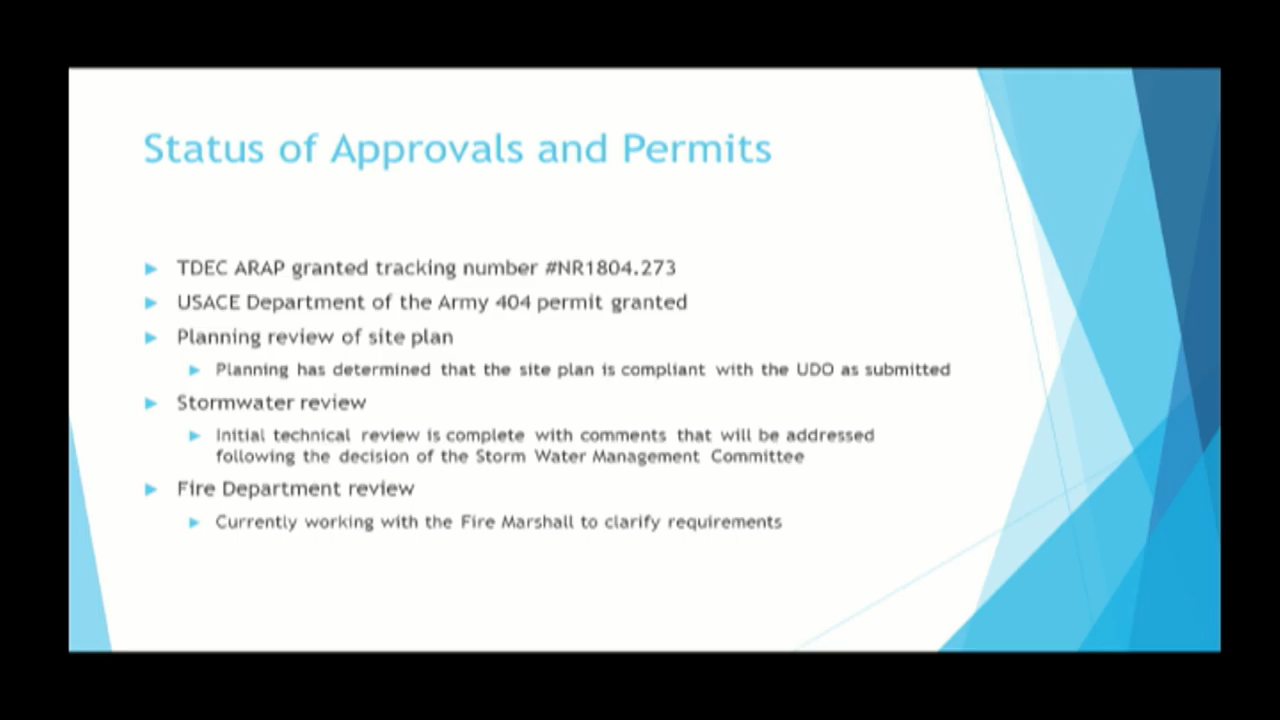 Status of Approvals and Permits
TDEC ARAP granted tracking number #NR1804.273
USACE Department of the Army 404 permit granted
Planning review of site plan
Planning has determined that the site plan is compliant with the UDO as submitted
Stormwater review
Initial technical review is complete with comments that will be addressed
following the decision of the Storm Water Management Committee
Fire Department review
Currently working with the Fire Marshall to clarify requirements